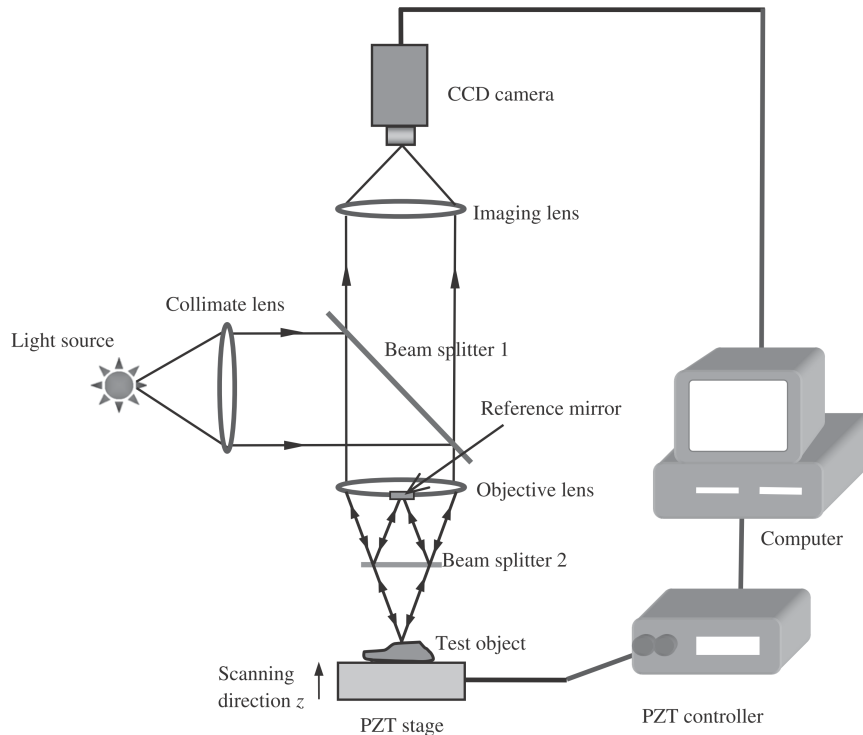 CCD camera
Imaging lens
Collimate lens
Light source
Beam splitter 1
Reference mirror
Objective lens
Computer
Beam splitter 2
Test object
Scanning
direction z
PZT stage
PZT controller